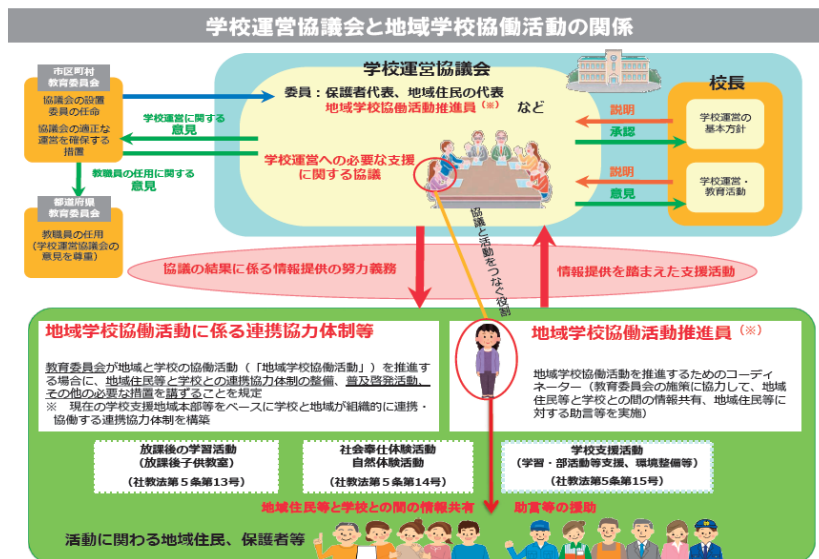 学校運営協議会と地域学校協働活動の関係
市区町村
教育委員会
協議会の設置
委員の任命
協議会の適正な
運営を確保する
措置
学校運営に関する
意見
教職員の任用に関する
意見
都道府県
教育委員会
教職員の任用
(学校運営協議会の
意見を尊重)
学校運営協議会
委員：保護者代表、地域住民の代表
地域学校協働活動推進員(※) など
学校運営への必要な支援
に関する協議
校長
説明
承認
学校運営の
基本方針
説明
意見
学校運営・
教育活動
協議と活動をつなぐ役割
協議の結果に係る情報提供の努力義務
情報提供を踏まえた支援活動
地域学校協働活動に係る連携協力体制等
教育委員会が地域と学校の協働活動（「地域学校協働活動」）を推進す
る場合に、地域住民等と学校との連携協力体制の整備、普及啓発活動、
その他の必要な措置を講ずることを規定
※ 現在の学校支援地域本部等をベースに学校と地域が組織的に連携・
協働する連携協力体制を構築
地域学校協働活動推進員(※)
地域学校協働活動を推進するためのコーディ
ネーター（教育委員会の施策に協力して、地域
住民等と学校との間の情報共有、地域住民等に
対する助言等を実施）
放課後の学習活動
(放課後子供教室)
(社教法第５条第13号)
社会奉仕体験活動
自然体験活動
(社教法第５条第14号)
学校支援活動
(学習・部活動等支援、環境整備等)
(社教法第5条第15号)
地域住民等と学校との間の情報共有
助言等の援助
活動に関わる地域住民、保護者等